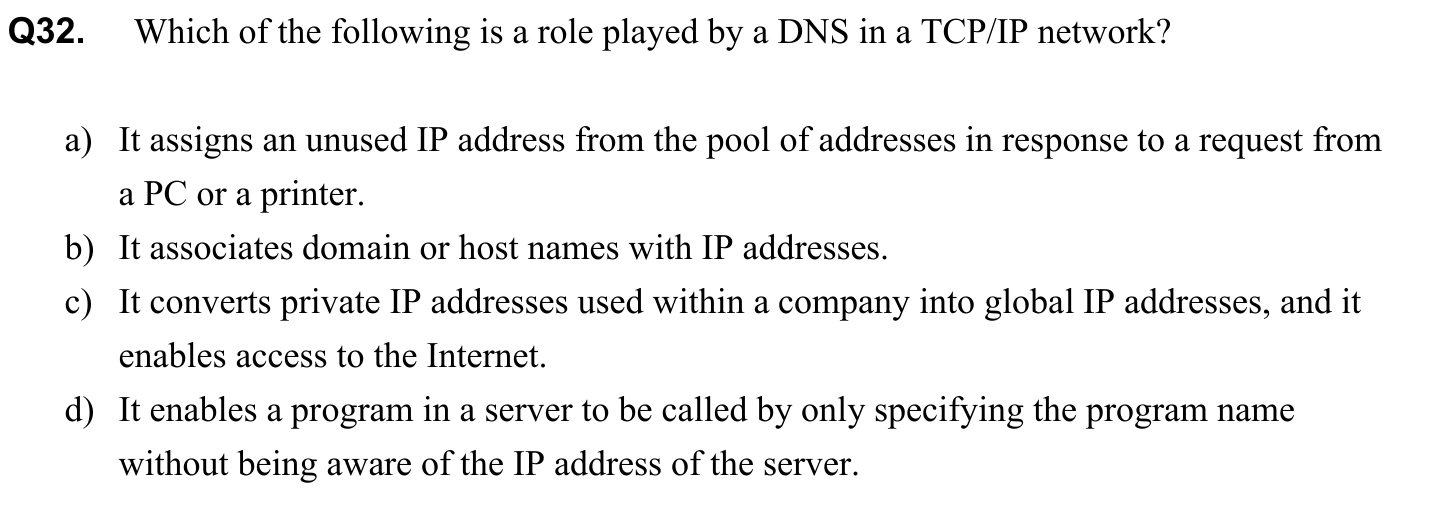 Q32. Which of the following is a role played by a DNS in a TCP/IP network?
a) It assigns an unused IP address from the pool of addresses in response to a request from
a PC or a printer.
b) It associates domain or host names with IP addresses.
c) It converts private IP addresses used within a company into global IP addresses, and it
enables access to the Internet.
d) It enables a program in a server to be called by only specifying the program name
without being aware of the IP address of the server.